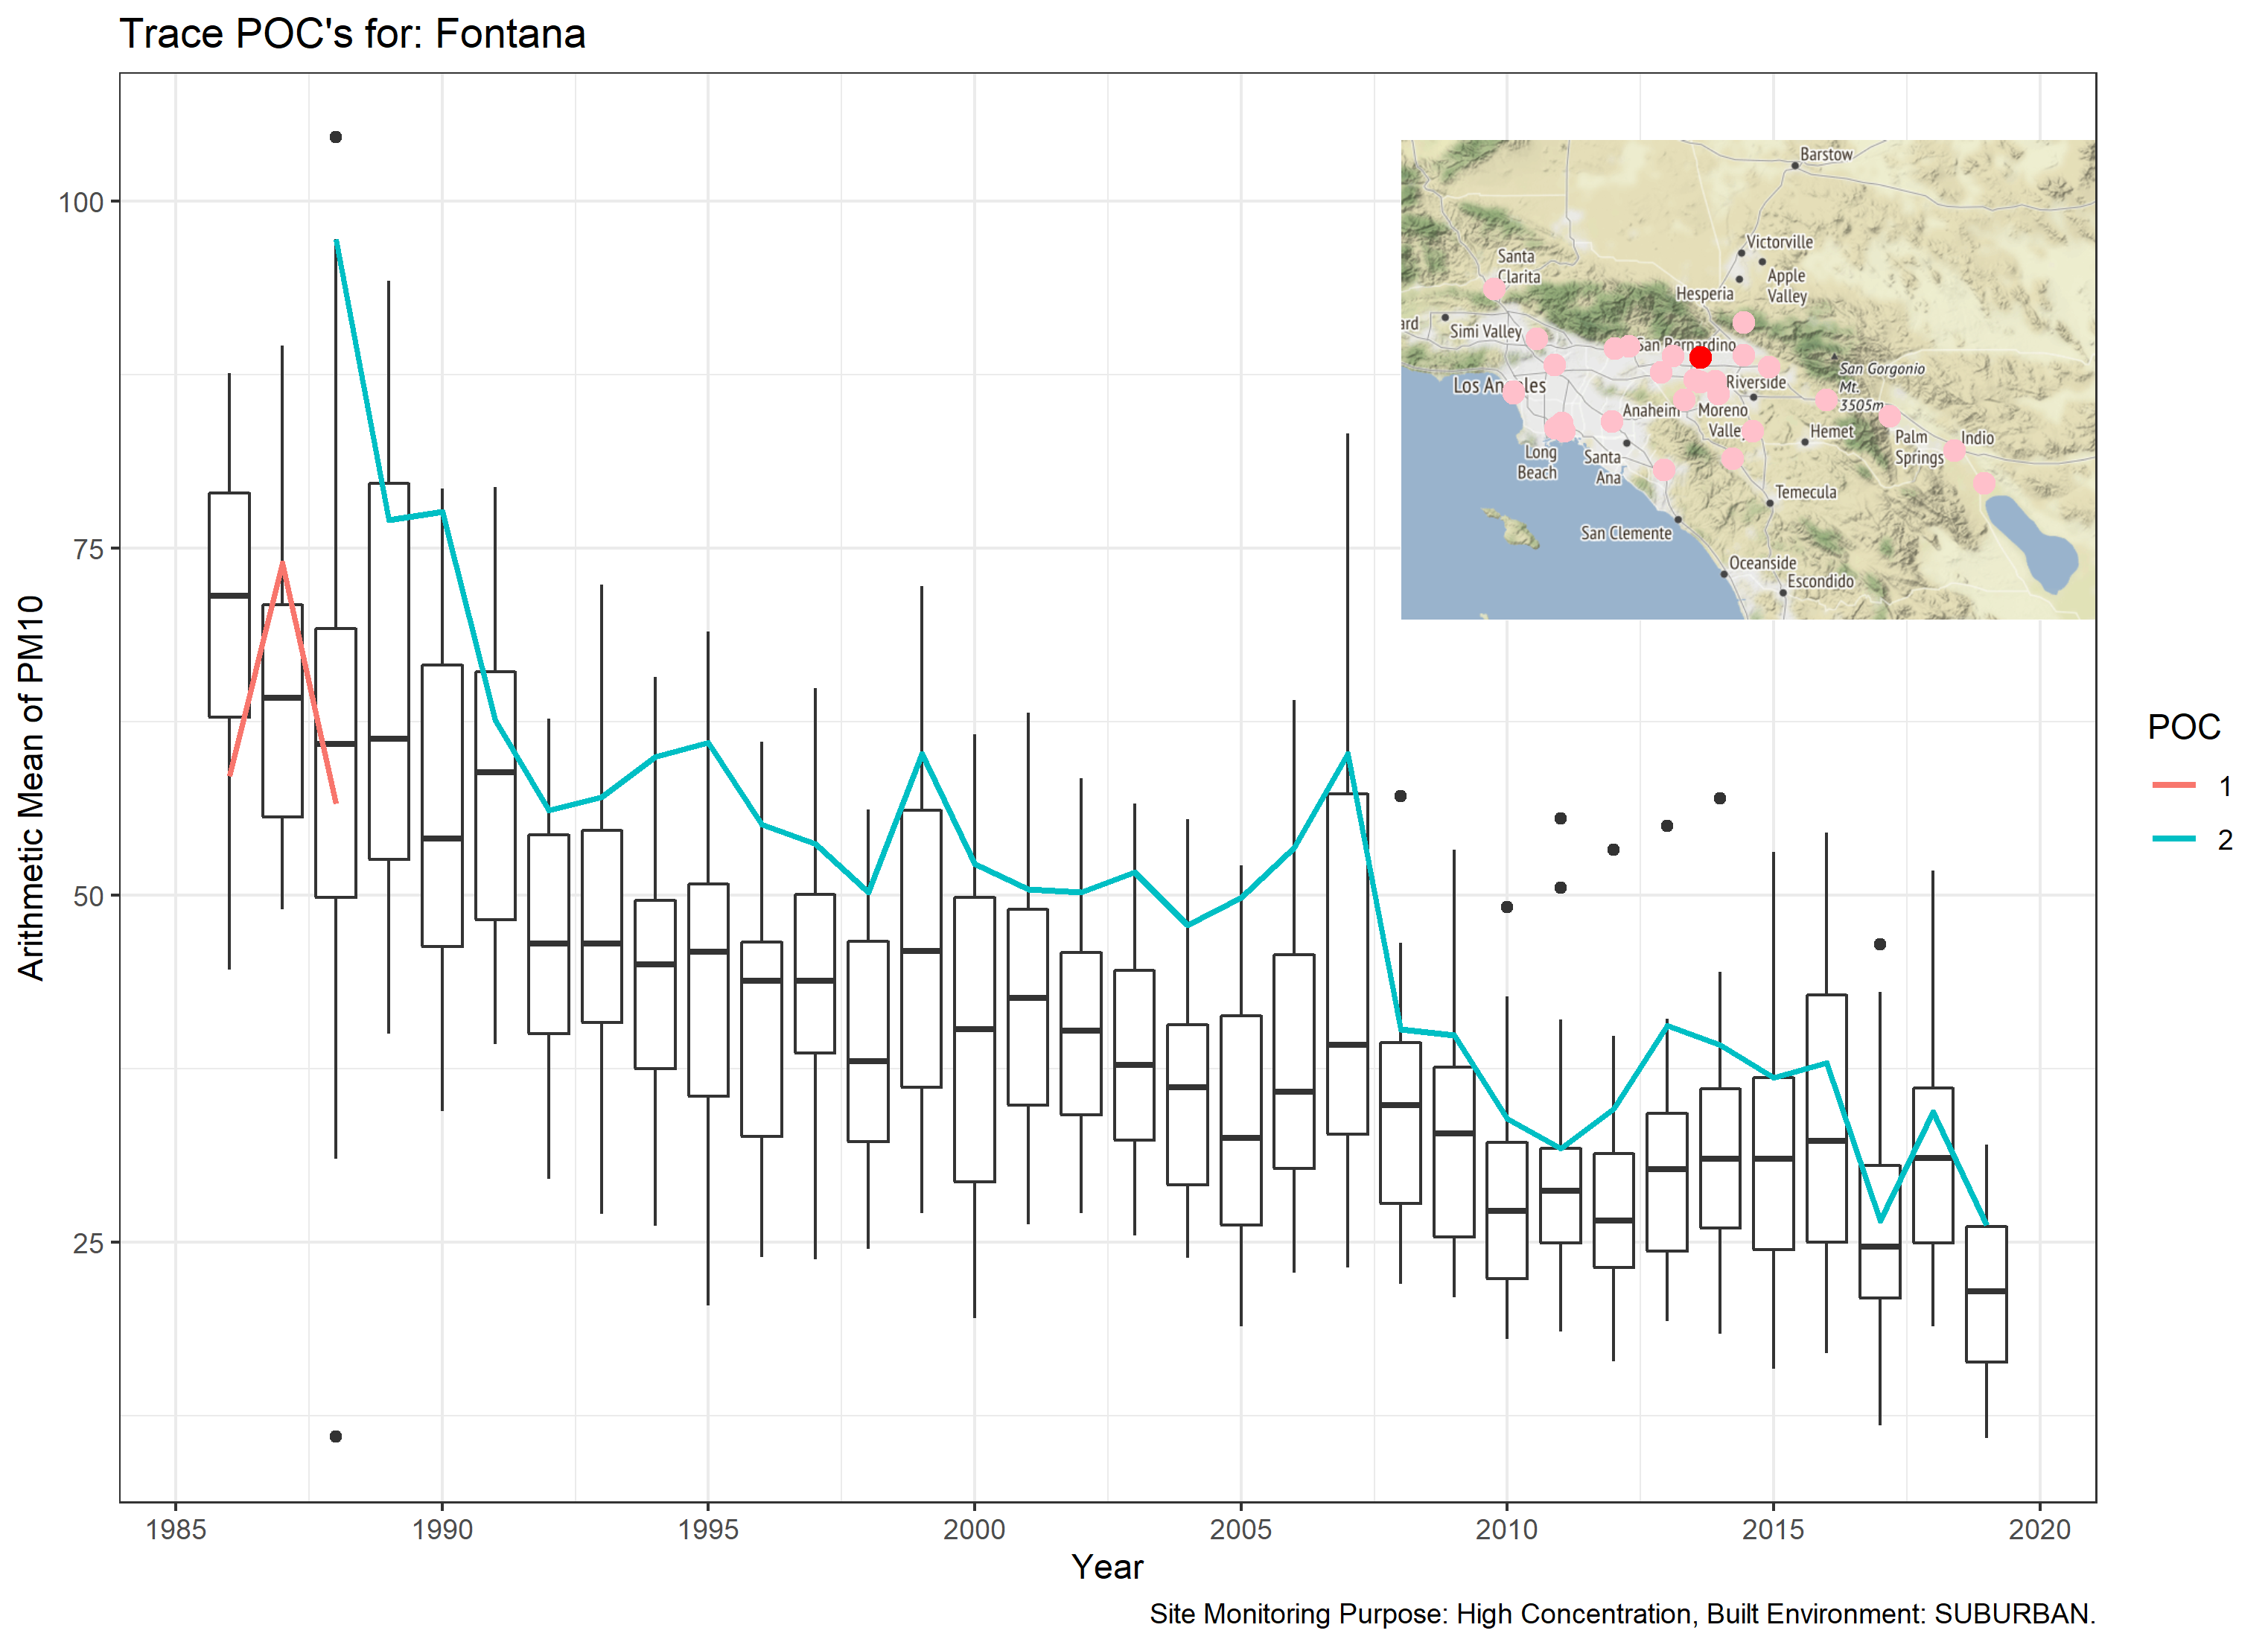 Trace POC's for: Fontana
100
75
50
25
Arithmetic Mean of PM10
Barstow
Victorville
Santa
Clarita
Apple
Valley
Hesperia
ard
Simi Valley
San Bernardino
San Gorgonio
Mt.
3505m
Los Angeles
Riverside
Anaheim
Moreno
Valley
Hemet
Palm
Springs
Indio
Long
Beach
Santa
Ana
Temecula
San Clemente
Oceanside
Escondido
POC
1
2
1985 1990 1995 2000 2005 2010 2015 2020
Year
Site Monitoring Purpose: High Concentration, Built Environment: SUBURBAN.